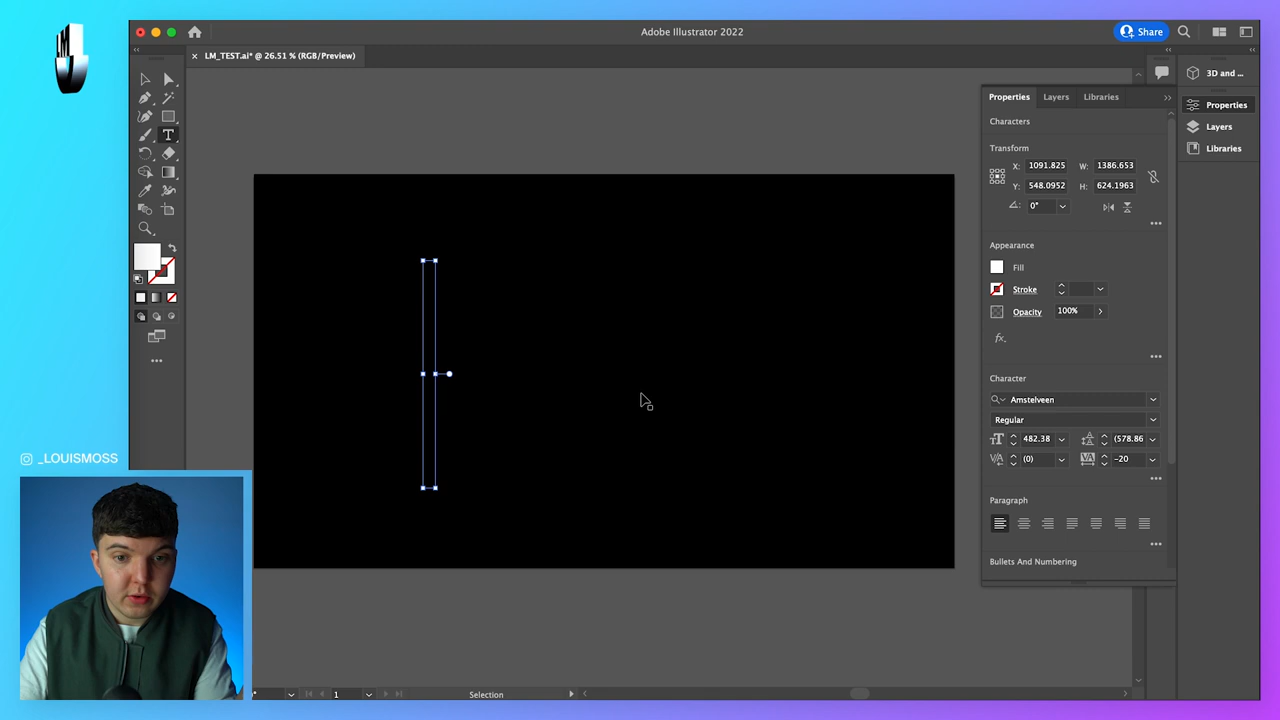 LM
Adobe Illustrator 2022
Share
LM_TEST.ai* @ 26.51 % (RGB/Preview)
3D and ...
Properties
Layers
Libraries
Properties
Layers
Libraries
Characters
Transform
X: 1091.825 W: 1386.653
Y: 548.0952 H: 624.1963
0°
Appearance
Fill
Stroke
Opacity 100%
fx.
Character
Amstelveen
Regular
482.38 (578.86
(0) -20
Paragraph
Bullets And Numbering
T
_LOUISMOSS
1
Selection